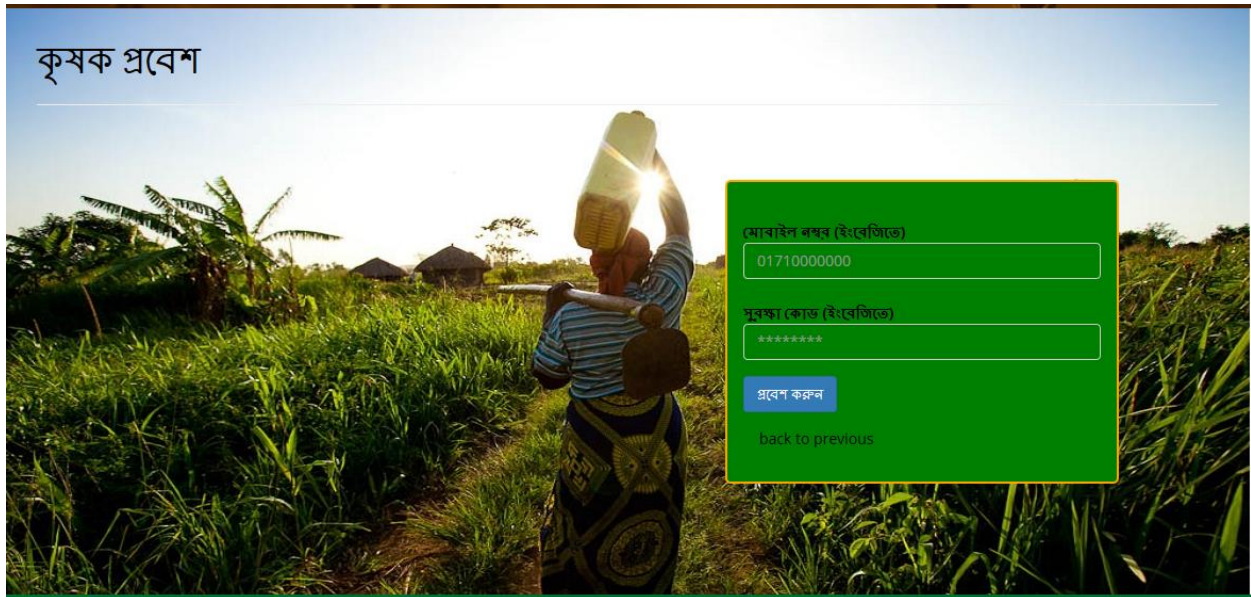 কৃষক প্রবেশ
মোবাইল নম্বর (ইংরেজিতে)
01710000000
সুরক্ষা কোড (ইংরেজিতে)
********
প্রবেশ করুন
back to previous